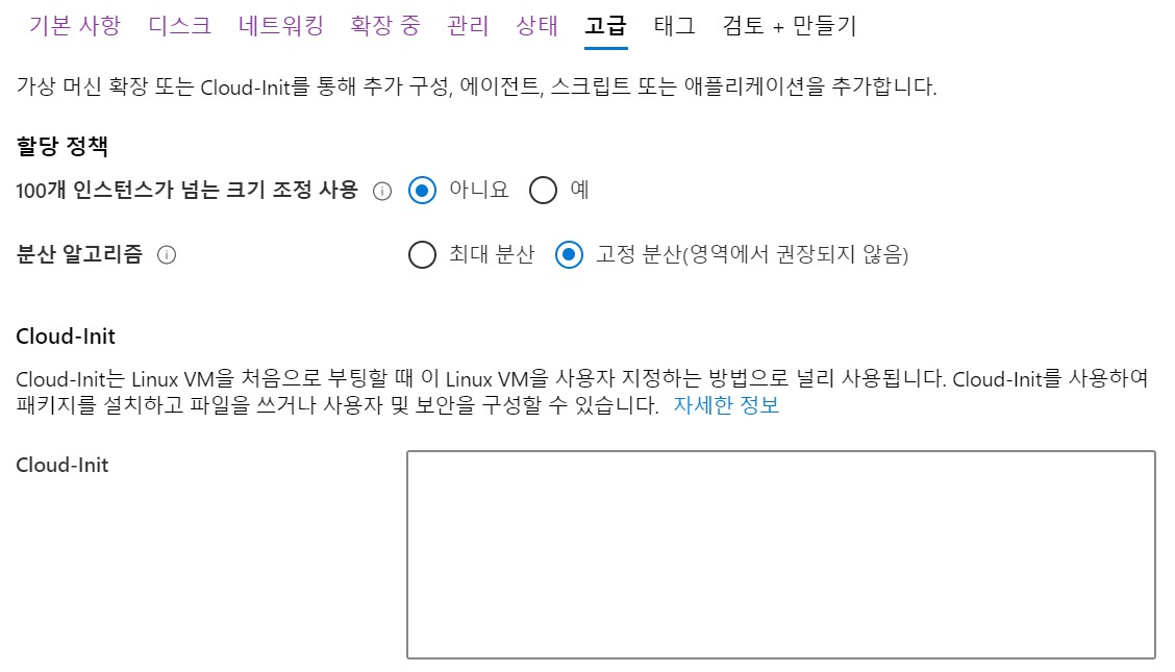 기본 사항 디스크 네트워킹 확장 중 관리 상태 고급 태그 검토 + 만들기
가상 머신 확장 또는 Cloud-Init를 통해 추가 구성, 에이전트, 스크립트 또는 애플리케이션을 추가합니다.
할당 정책
100개 인스턴스가 넘는 크기 조정 사용 아니요 예
분산 알고리즘 최대 분산 고정 분산(영역에서 권장되지 않음)
Cloud-Init
Cloud-Init는 Linux VM을 처음으로 부팅할 때 이 Linux VM을 사용자 지정하는 방법으로 널리 사용됩니다. Cloud-Init를 사용하여
패키지를 설치하고 파일을 쓰거나 사용자 및 보안을 구성할 수 있습니다. 자세한 정보
Cloud-Init